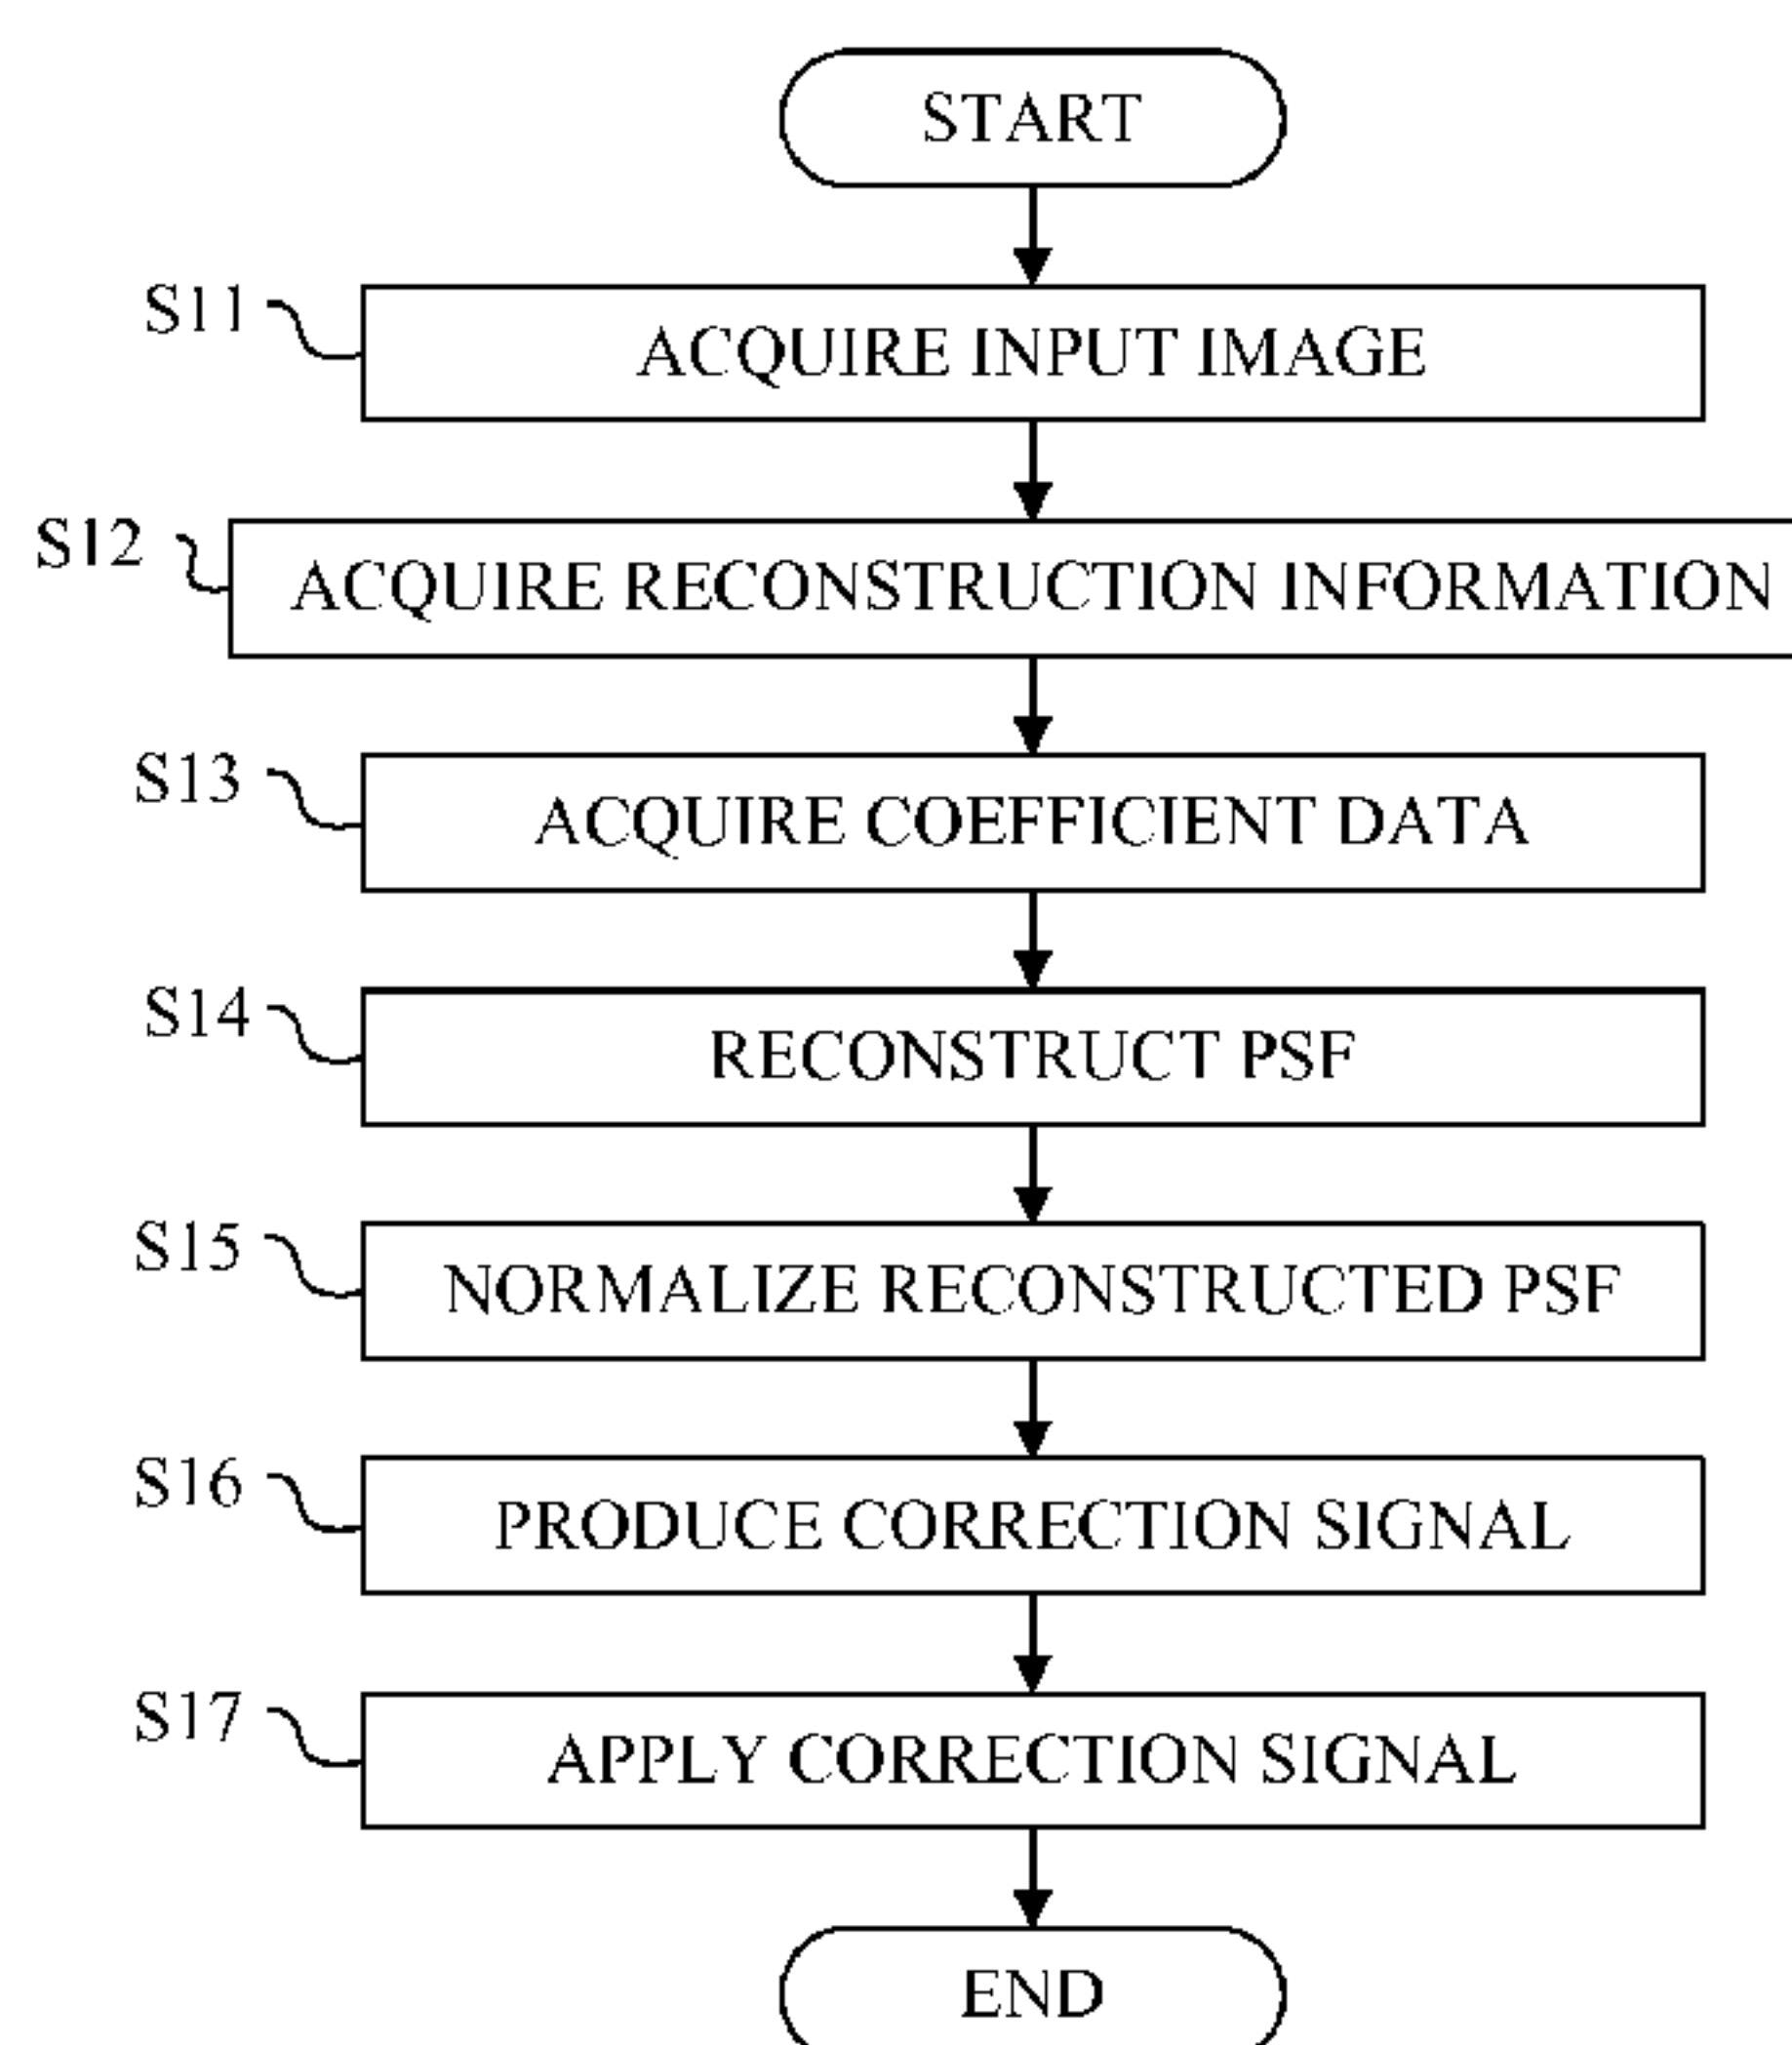 START
S11
ACQUIRE INPUT IMAGE
S12
ACQUIRE RECONSTRUCTION INFORMATION
S13
ACQUIRE COEFFICIENT DATA
S14
RECONSTRUCT PSF
S15
NORMALIZE RECONSTRUCTED PSF
S16
PRODUCE CORRECTION SIGNAL
S17
APPLY CORRECTION SIGNAL
END